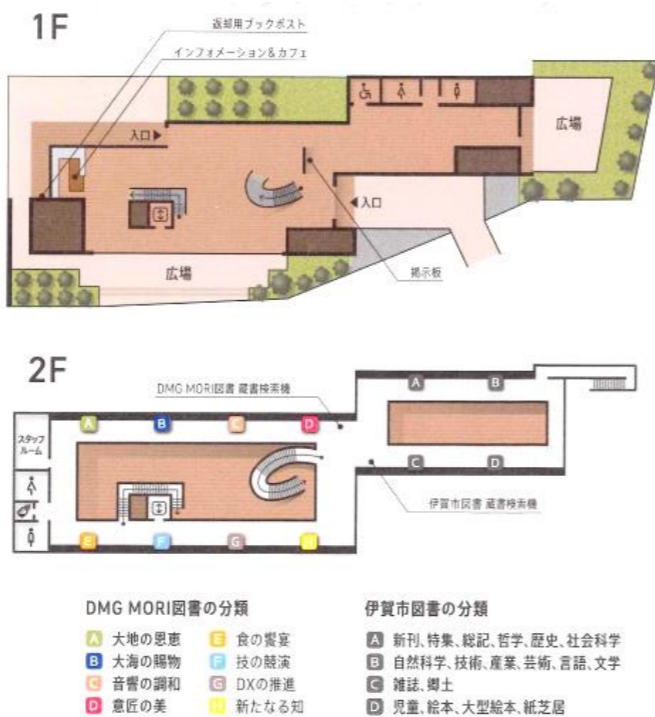 1F
返却用ブックポスト
インフォメーション&カフェ
入口
広場
入口
広場
掲示板
2F
DMG MORI図書 蔵書検索機
A B C D
A B
スタッフ
ルーム
C D
伊賀市図書 蔵書検索機
E F G H
DMG MORI図書の分類
A 大地の恩恵
B 大海の賜物
C 音響の調和
D 意匠の美
E 食の饗宴
F 技の競演
G DXの推進
H 新たなる知
伊賀市図書の分類
A 新刊、特集、総記、哲学、歴史、社会科学
B 自然科学、技術、産業、芸術、言語、文学
C 雑誌、郷土
D 児童、絵本、大型絵本、紙芝居